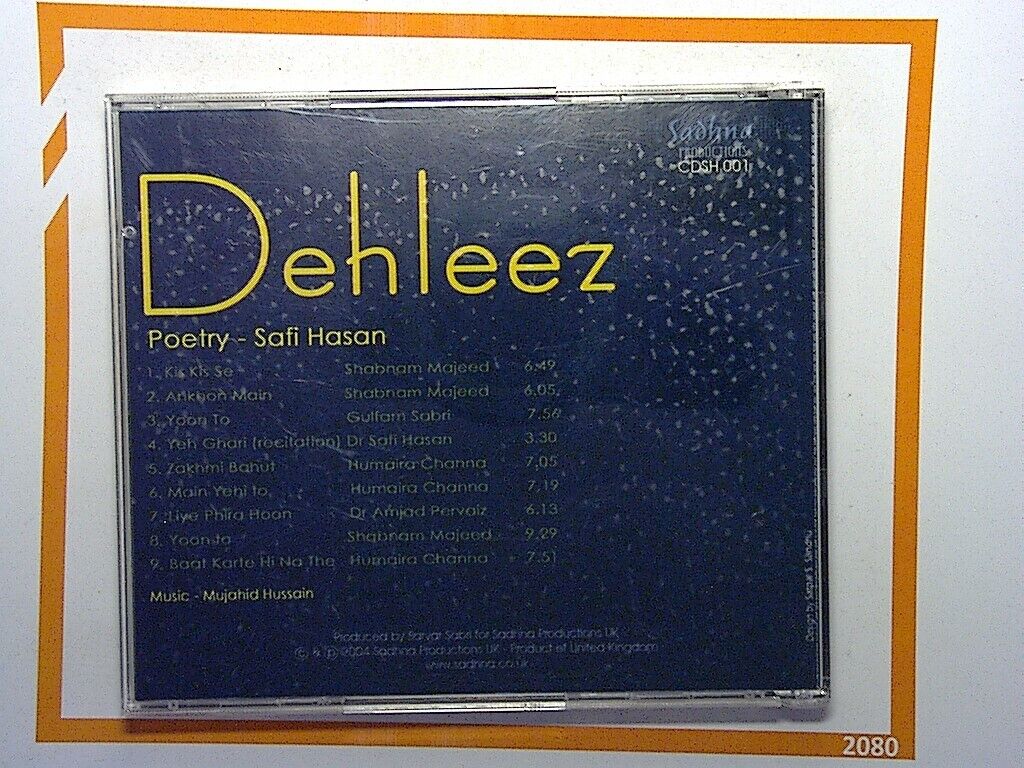 Sadhna
PRODUCTIONS
CDSH 001
Dehleez
Poetry - Safi Hasan
1. Kis Kis Se Shabnam Majeed 6.49
2. Ankhon Main Shabnam Majeed 6.05
3. Yoon To Gulfam Sabri 7.56
4. Yeh Ghari (recitation) Dr Safi Hasan 3.30
5. Zakhmi Bahut Humaira Channa 7.05
6. Main Yehi to Humaira Channa 7.19
7. Liye Phira Hoon Dr Amjad Pervaiz 6.13
8. Yoon to Shabnam Majeed 9.29
9. Baat Karte Hi Na The Humaira Channa 7.51
Music - Mujahid Hussain
Produced by Sarvar Sabri for Sadhna Productions UK
© & ℗ 2004 Sadhna Productions UK - Product of United Kingdom
www.sadhna.co.uk
Design by S. Sandhu
2080